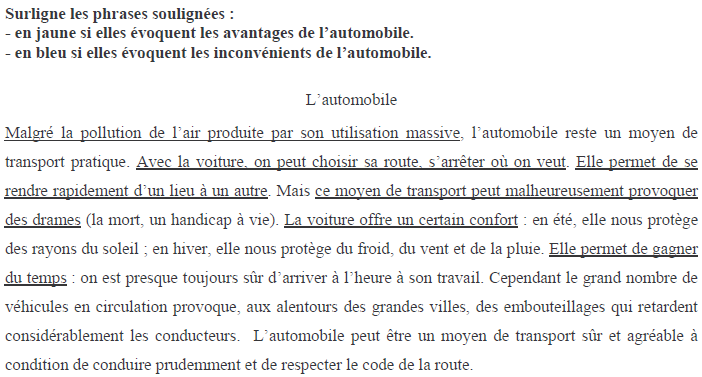 Surligne les phrases soulignées :
- en jaune si elles évoquent les avantages de l’automobile.
- en bleu si elles évoquent les inconvénients de l’automobile.
L’automobile
Malgré la pollution de l’air produite par son utilisation massive, l’automobile reste un moyen de
transport pratique. Avec la voiture, on peut choisir sa route, s’arrêter où on veut. Elle permet de se
rendre rapidement d’un lieu à un autre. Mais ce moyen de transport peut malheureusement provoquer
des drames (la mort, un handicap à vie). La voiture offre un certain confort : en été, elle nous protège
des rayons du soleil ; en hiver, elle nous protège du froid, du vent et de la pluie. Elle permet de gagner
du temps : on est presque toujours sûr d’arriver à l’heure à son travail. Cependant le grand nombre de
véhicules en circulation provoque, aux alentours des grandes villes, des embouteillages qui retardent
considérablement les conducteurs. L’automobile peut être un moyen de transport sûr et agréable à
condition de conduire prudemment et de respecter le code de la route.